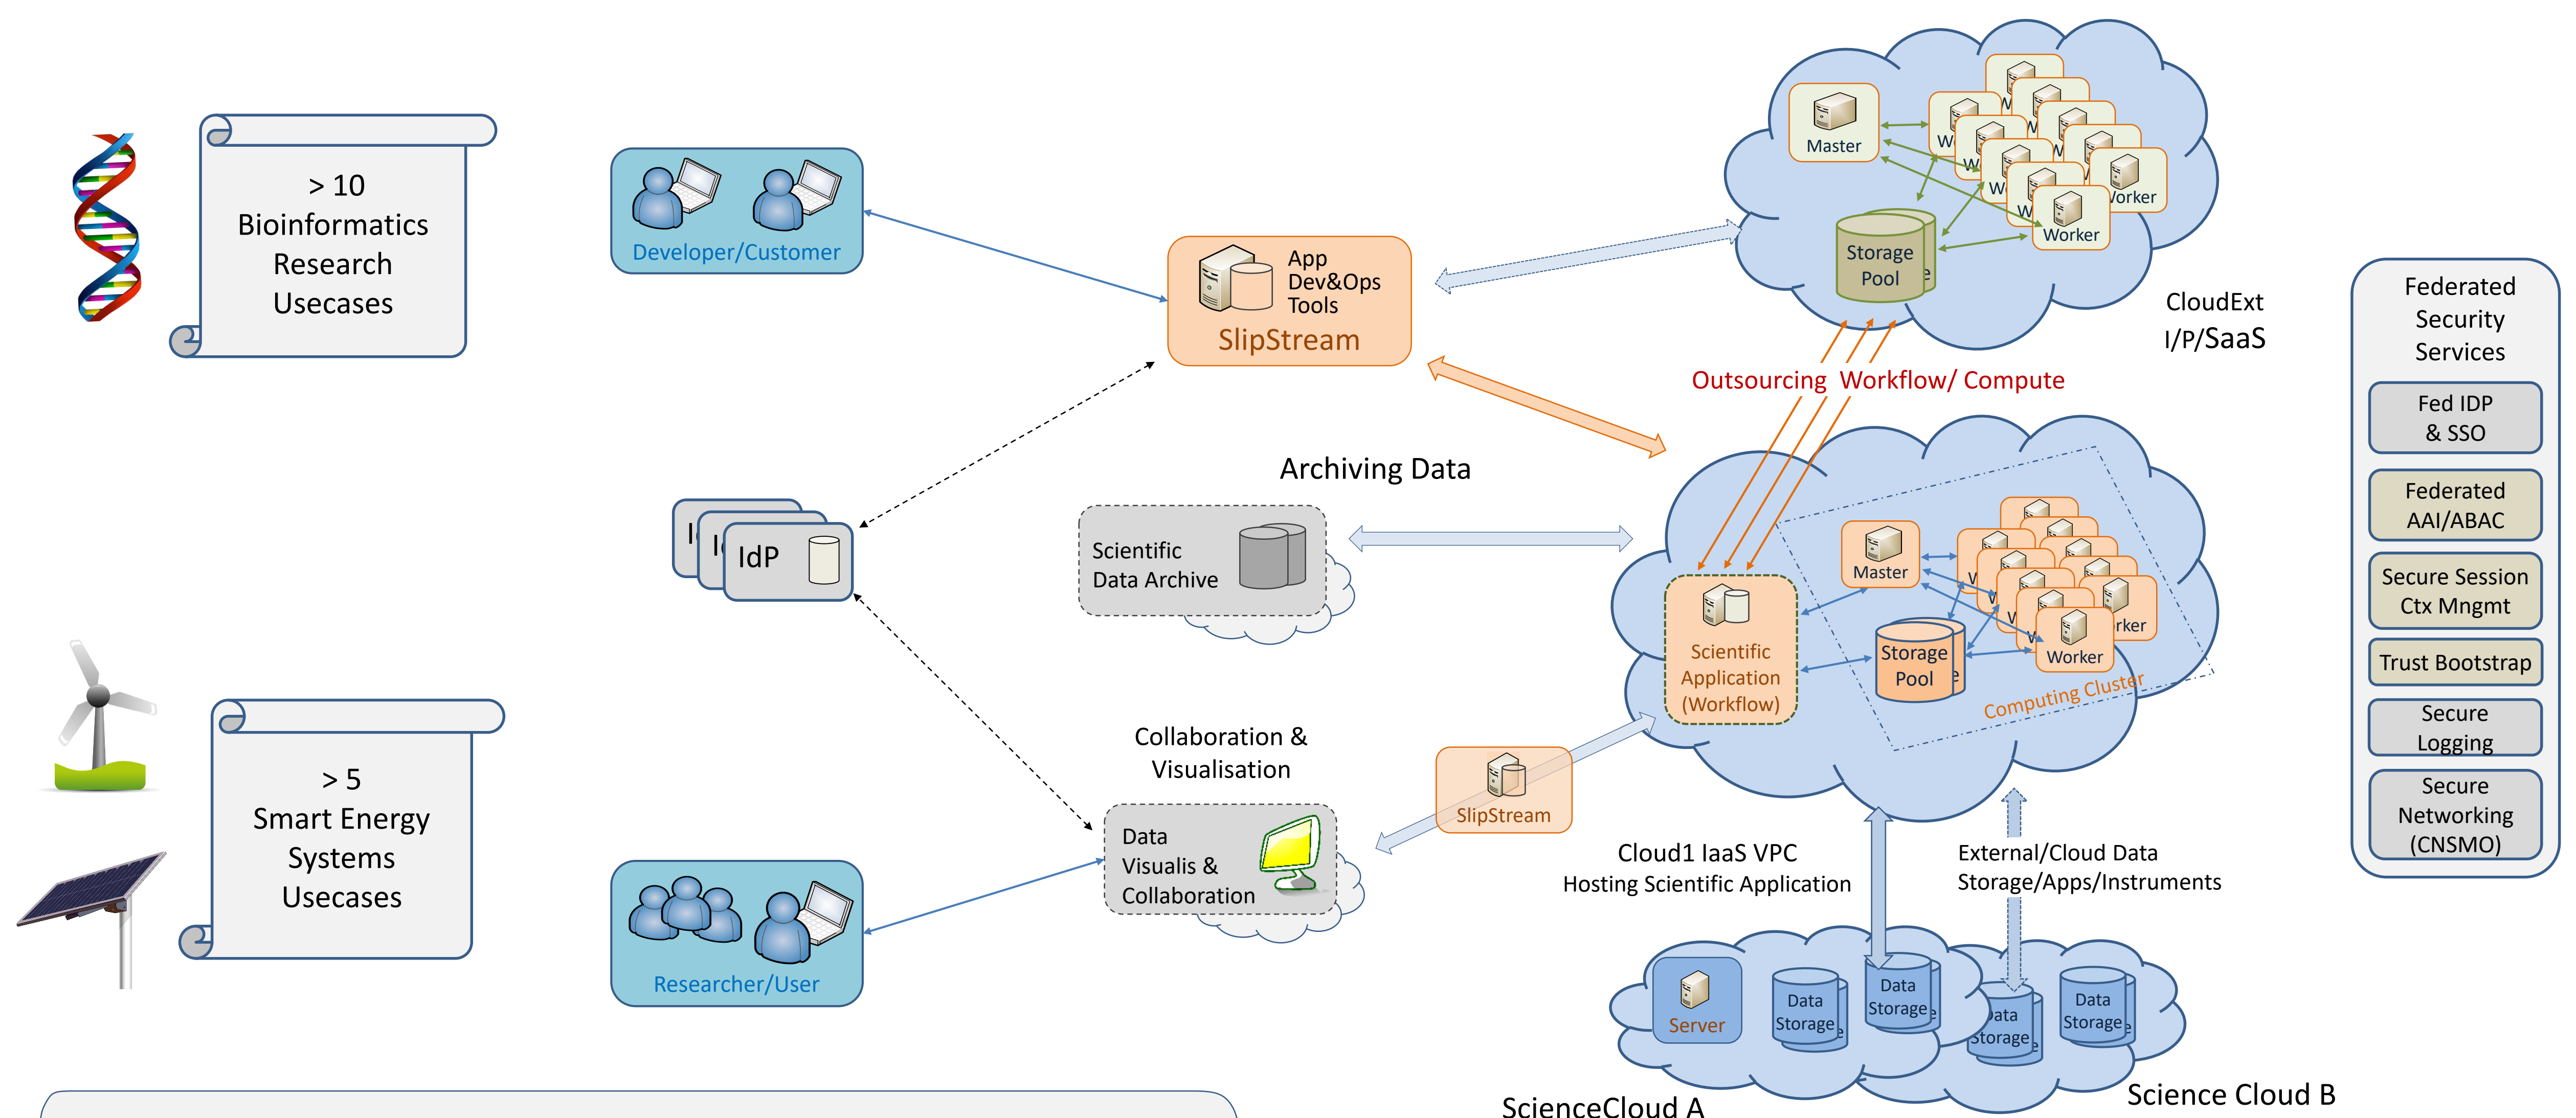 > 10
Bioinformatics
Research
Usecases
> 5
Smart Energy
Systems
Usecases
Developer/Customer
IdP
Researcher/User
App
Dev&Ops
Tools
SlipStream
Archiving Data
Scientific
Data Archive
Collaboration &
Visualisation
Data
Visualis &
Collaboration
SlipStream
Master
Worker
Worker
Storage
Pool
CloudExt
I/P/SaaS
Outsourcing Workflow/ Compute
Scientific
Application
(Workflow)
Master
Worker
Storage
Pool
Computing Cluster
Cloud1 IaaS VPC
Hosting Scientific Application
External/Cloud Data
Storage/Apps/Instruments
Server
Data
Storage
Data
Storage
Data
Storage
Data
Storage
ScienceCloud A
Science Cloud B
Federated
Security
Services
Fed IDP
& SSO
Federated
AAI/ABAC
Secure Session
Ctx Mngmt
Trust Bootstrap
Secure
Logging
Secure
Networking
(CNSMO)